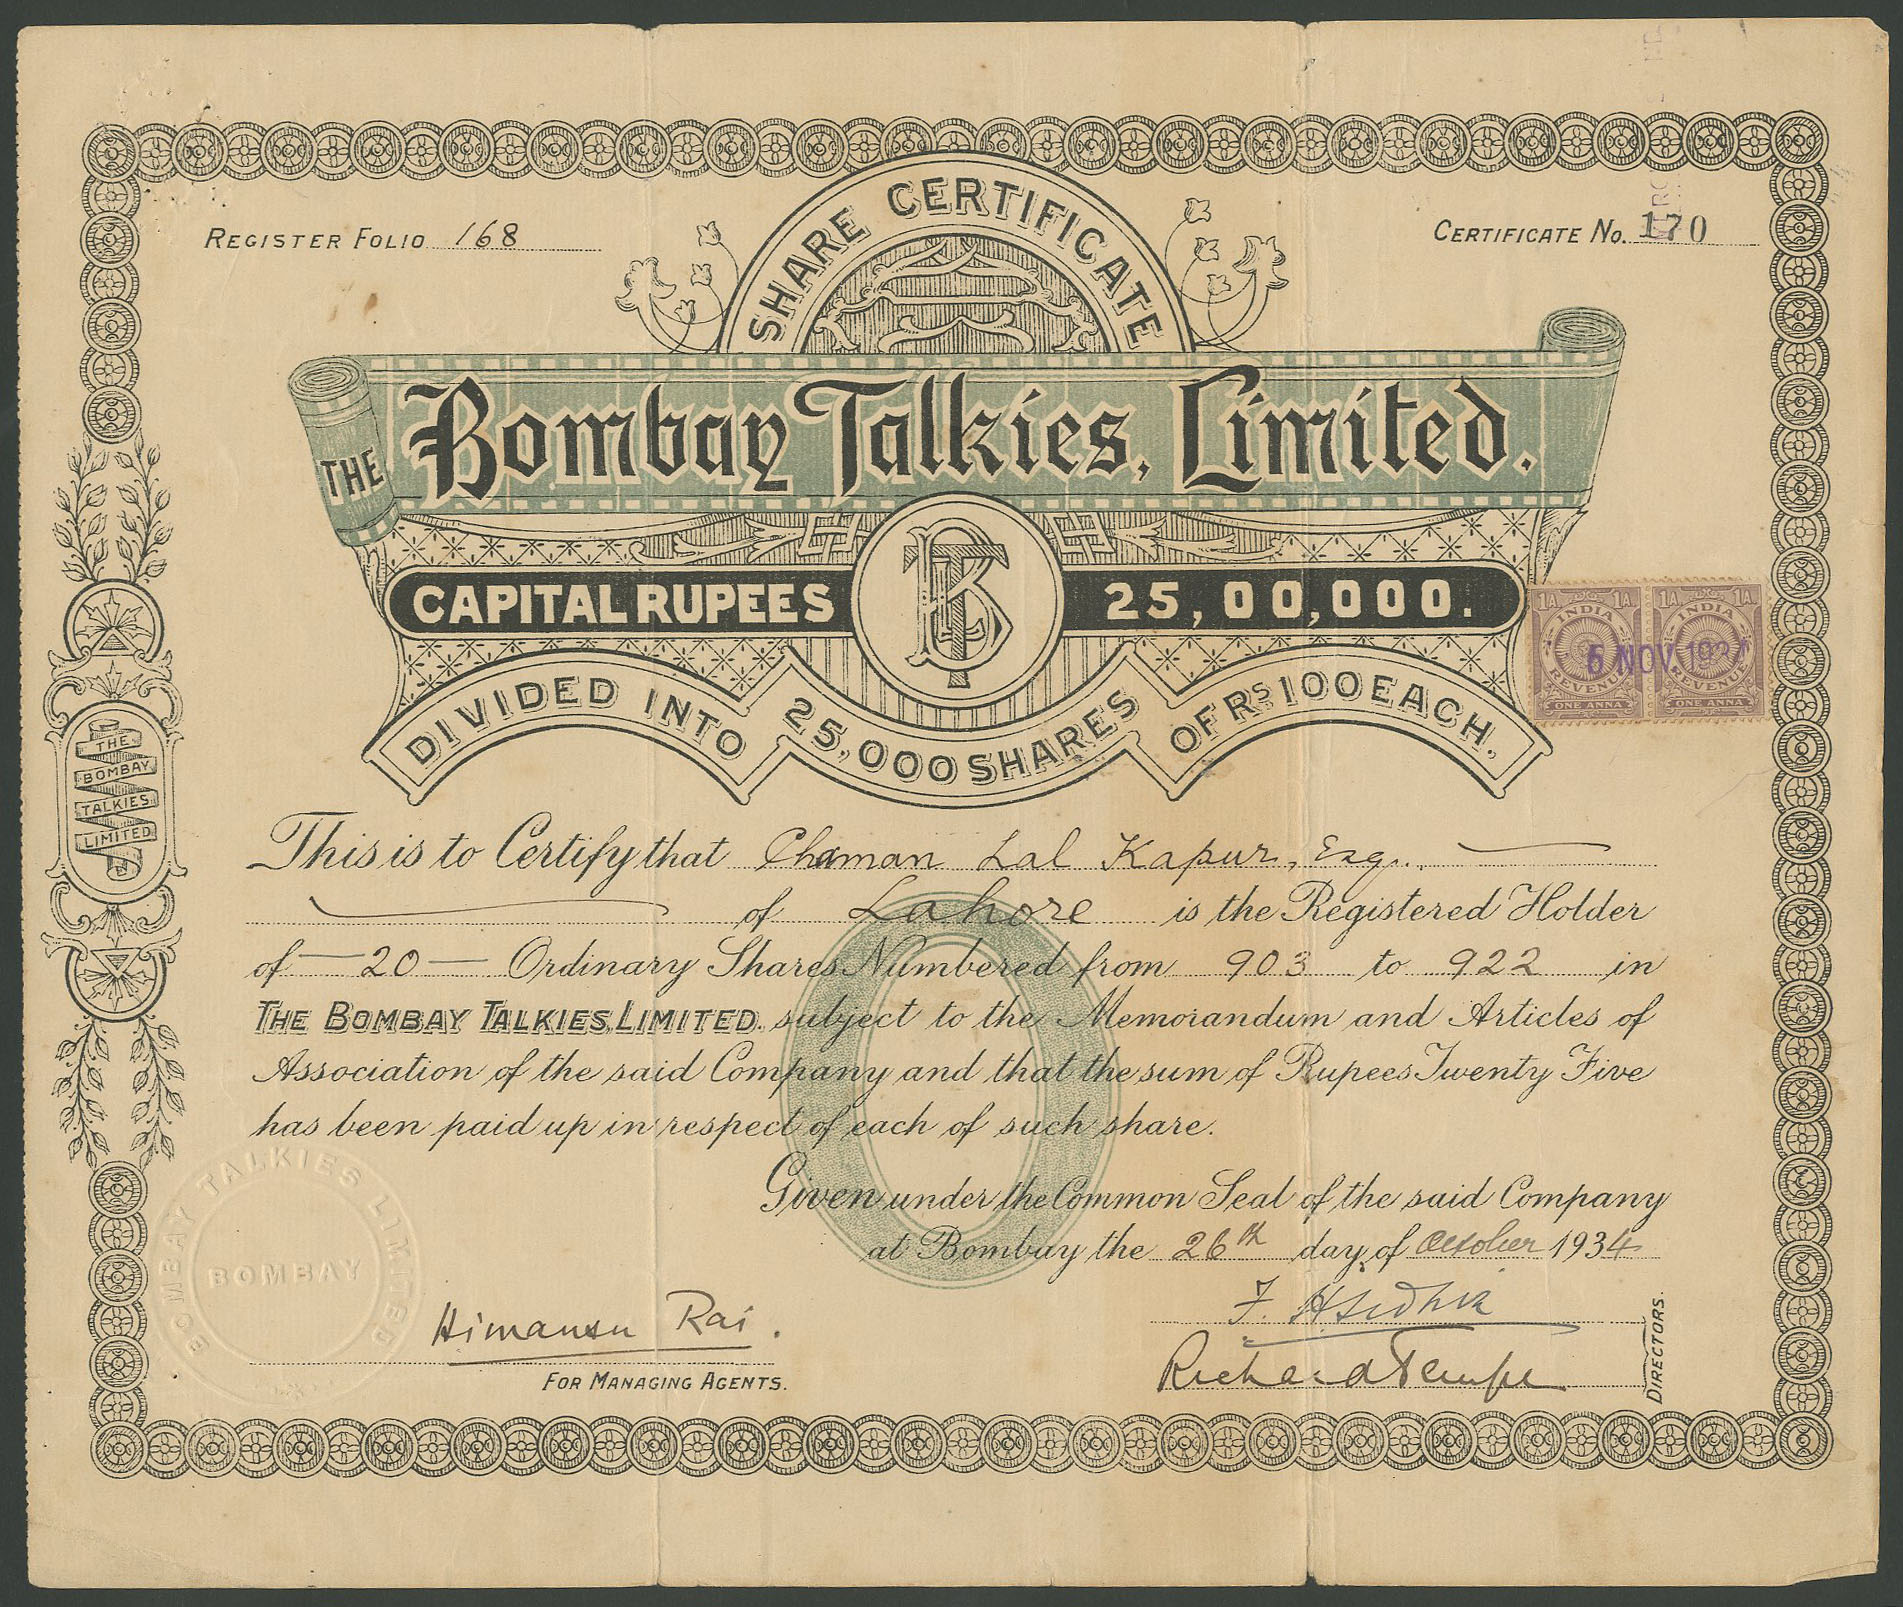 REGISTER FOLIO 168
CERTIFICATE No. 170
SHARE CERTIFICATE
THE Bombay Talkies, Limited.
CAPITAL RUPEES 25,00,000.
BTL
DIVIDED INTO 25,000 SHARES OF RS 100 EACH.
1A 1A
INDIA
REVENUE
ONE ANNA
1A 1A
INDIA
REVENUE
ONE ANNA
NOV. 193
THE
BOMBAY
TALKIES
LIMITED
This is to Certify that Chaman Lal Kapur, Esq.
of Lahore is the Registered Holder
of — 20 — Ordinary Shares Numbered from 903 to 922 in
THE BOMBAY TALKIES LIMITED. subject to the Memorandum and Articles of
Association of the said Company and that the sum of Rupees Twenty Five
has been paid up in respect of each of such share.
Given under the Common Seal of the said Company
at Bombay the 26th day of October 1934
BOMBAY TALKIES LIMITED
BOMBAY
Himansu Rai.
FOR MANAGING AGENTS.
Richard Temple
DIRECTORS.